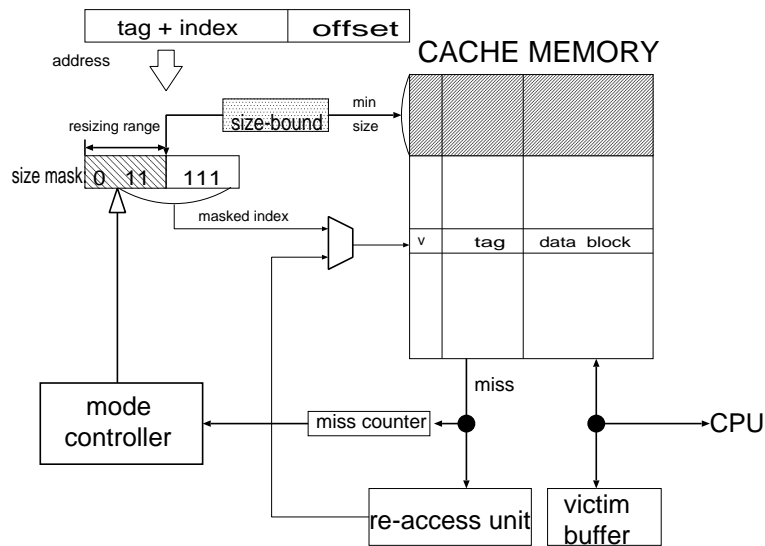 tag + index
offset
address
CACHE MEMORY
resizing range
size-bound
min
size
size mask:
0 11 111
masked index
v
tag
data block
miss
mode
controller
miss counter
CPU
re-access unit
victim
buffer